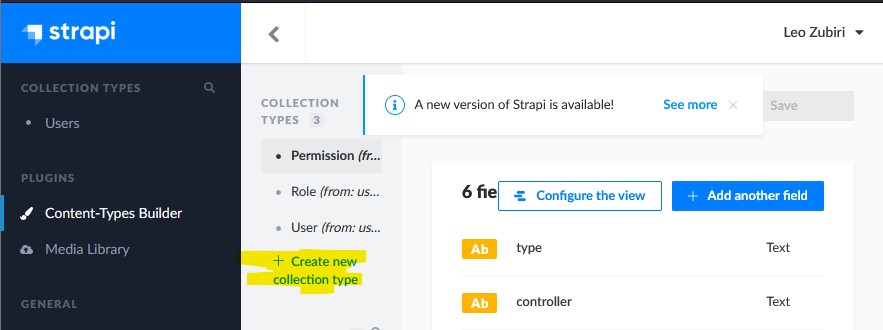 strapi
Leo Zubiri
COLLECTION TYPES
Users
PLUGINS
Content-Types Builder
Media Library
GENERAL
COLLECTION
TYPES 3
Permission (fr...
Role (from: us...
User (from: us...
+ Create new
collection type
A new version of Strapi is available!
See more
Save
6 fie
Configure the view
+ Add another field
Ab type Text
Ab controller Text